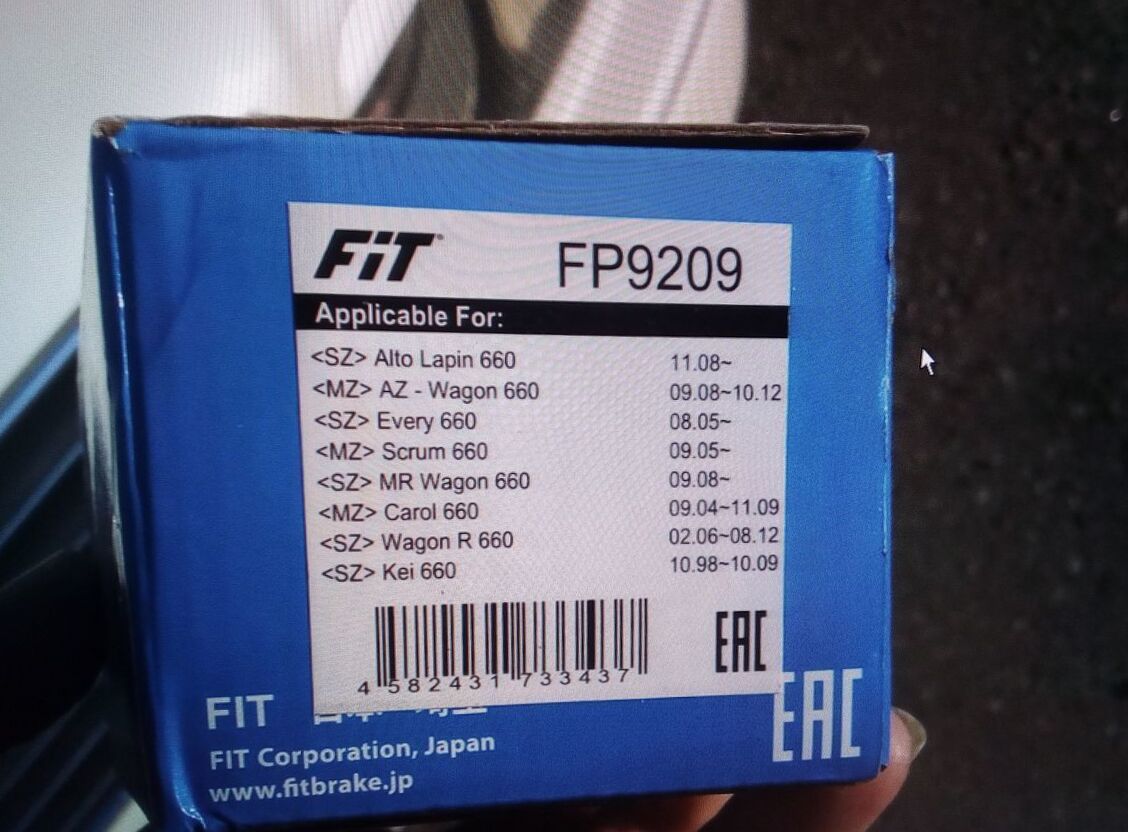 FiT® FP9209
Applicable For:
<SZ> Alto Lapin 660 11.08~
<MZ> AZ - Wagon 660 09.08~10.12
<SZ> Every 660 08.05~
<MZ> Scrum 660 09.05~
<SZ> MR Wagon 660 09.08~
<MZ> Carol 660 09.04~11.09
<SZ> Wagon R 660 02.06~08.12
<SZ> Kei 660 10.98~10.09
EAC
4 582431 733437
FIT
EAC
FIT Corporation, Japan
www.fitbrake.jp